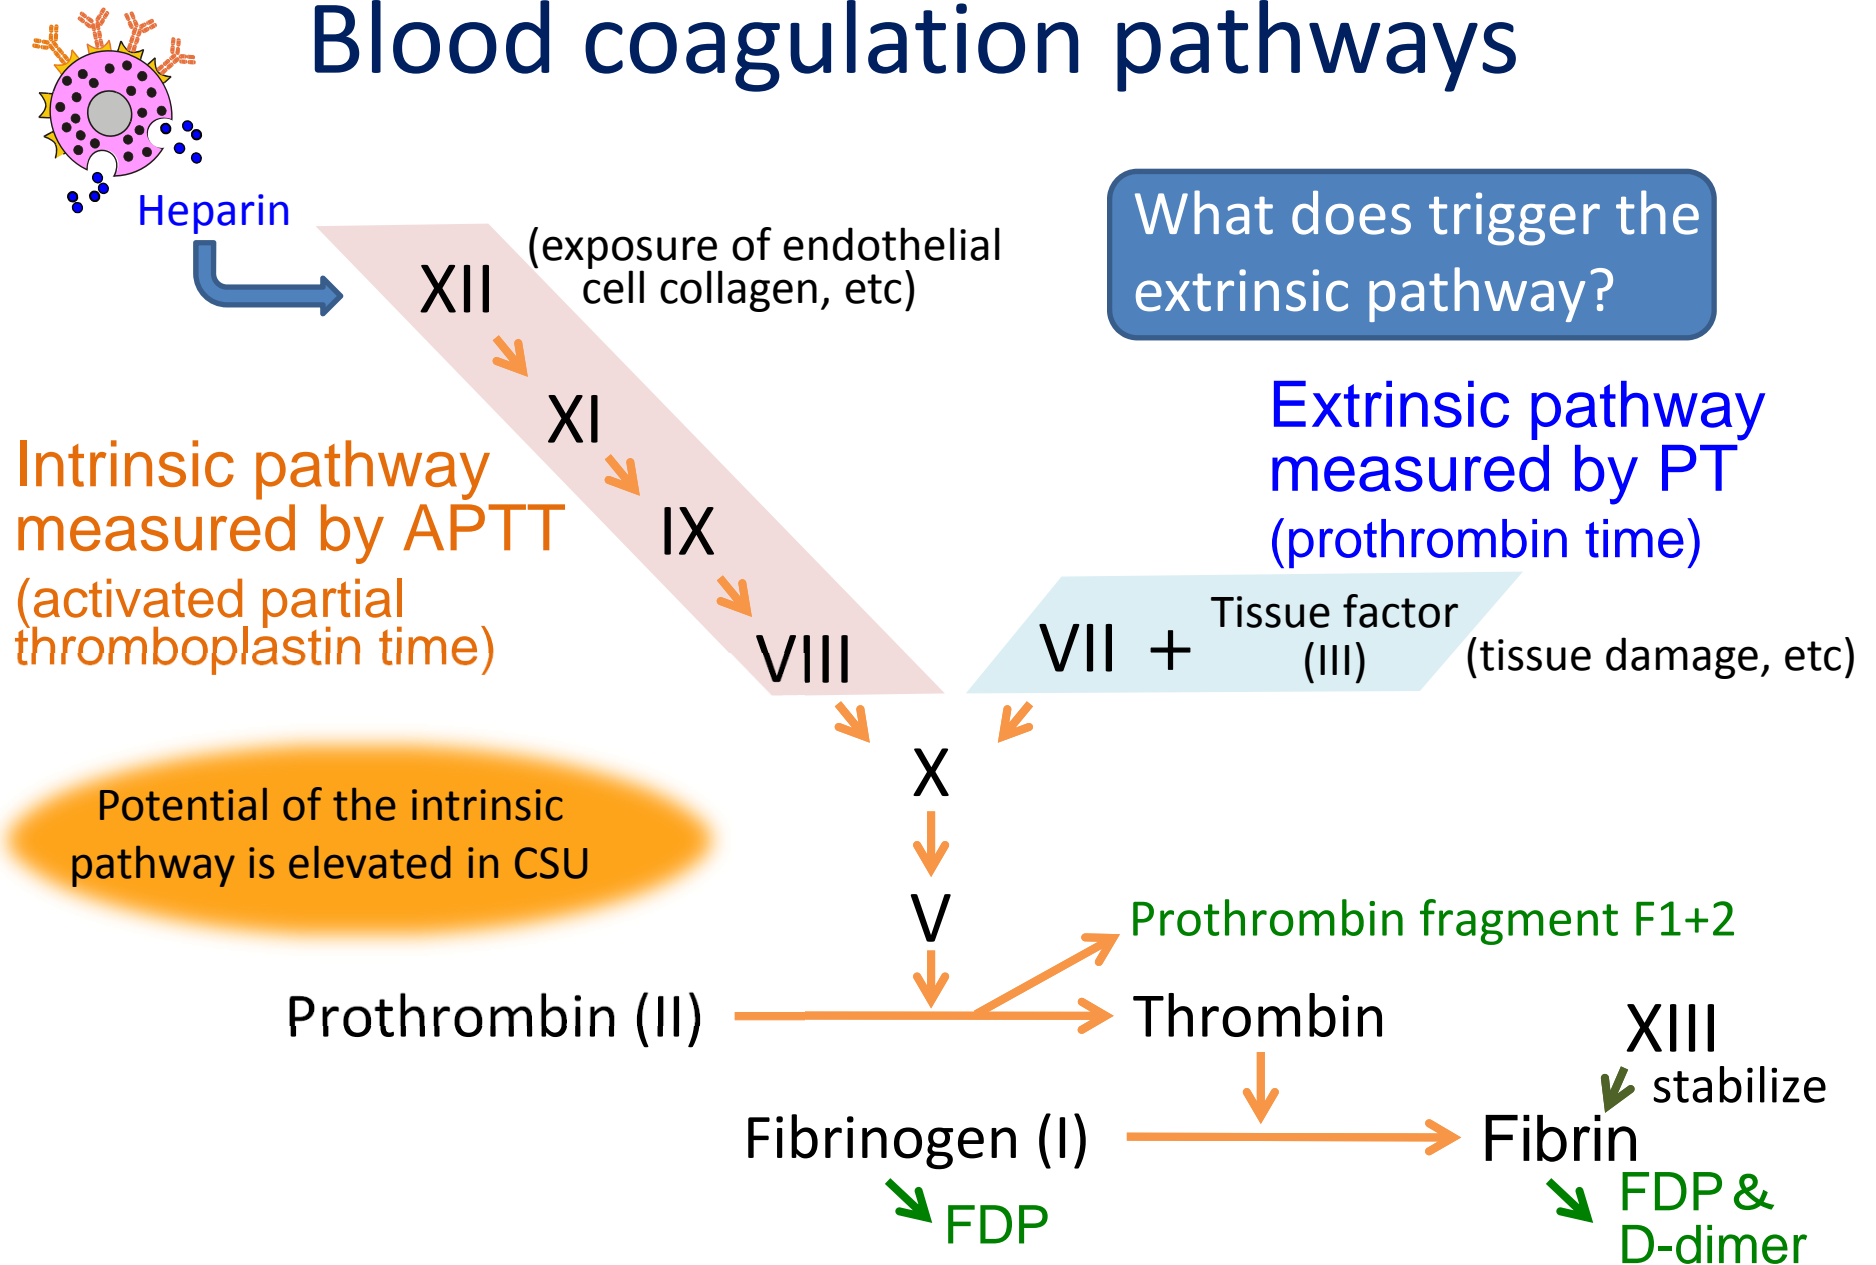 Blood coagulation pathways
Heparin
XII
(exposure of endothelial
cell collagen, etc)
What does trigger the
extrinsic pathway?
XI
Extrinsic pathway
measured by PT
(prothrombin time)
Intrinsic pathway
measured by APTT
(activated partial
thromboplastin time)
IX
VIII
VII + Tissue factor
(III)
(tissue damage, etc)
X
Potential of the intrinsic
pathway is elevated in CSU
V
Prothrombin fragment F1+2
Prothrombin (II)
Thrombin
XIII
stabilize
Fibrinogen (I)
Fibrin
FDP
FDP &
D-dimer